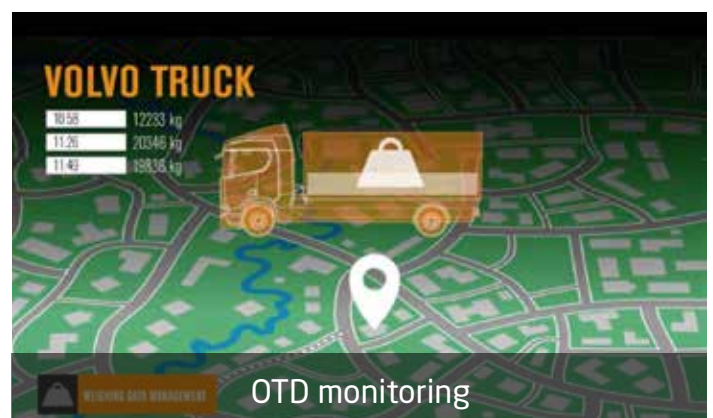 VOLVO TRUCK
10:58 12233 kg
11:26 20346 kg
11:49 19836 kg
WEIGHING DATA MANAGEMENT
OTD monitoring